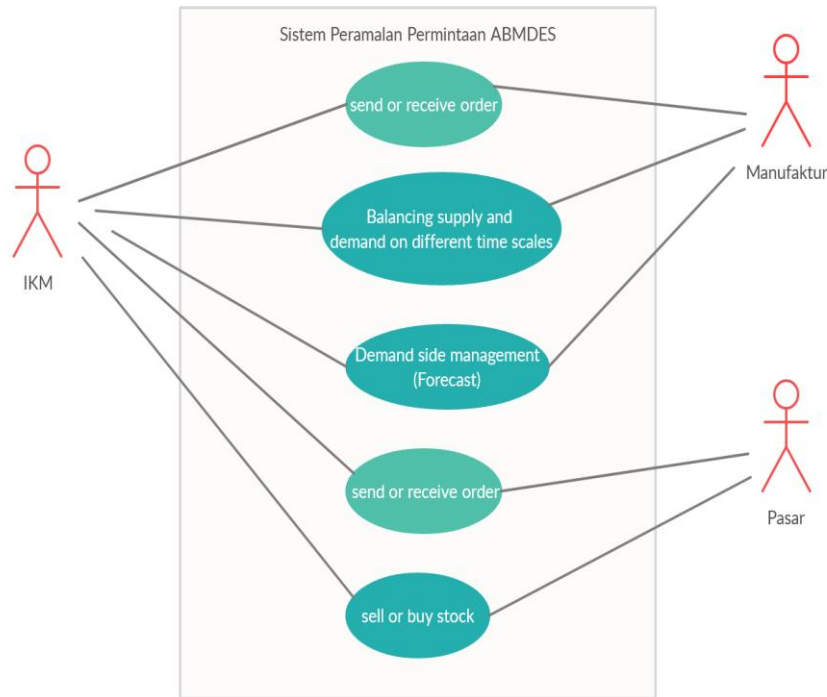 Sistem Peramalan Permintaan ABMDES
send or receive order
Manufaktur
Balancing supply and
demand on different time scales
IKM
Demand side management
(Forecast)
send or receive order
Pasar
sell or buy stock